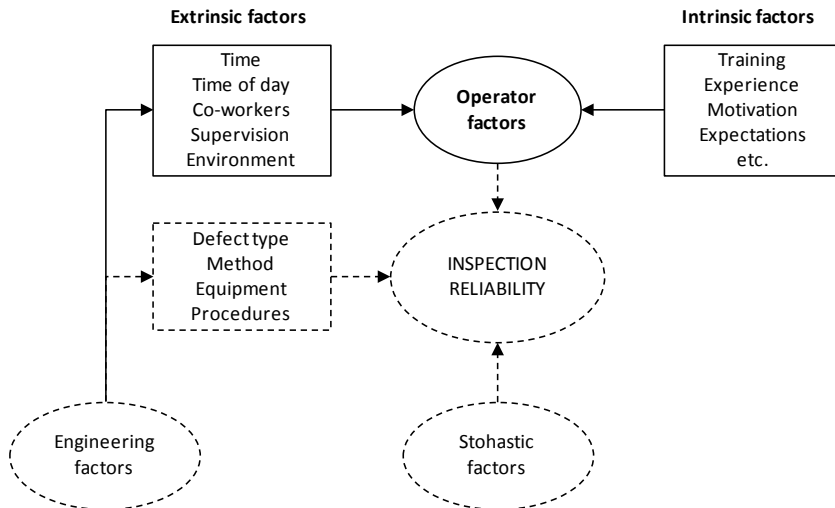 Extrinsic factors
Intrinsic factors
Time
Time of day
Co-workers
Supervision
Environment
Operator
factors
Training
Experience
Motivation
Expectations
etc.
Defect type
Method
Equipment
Procedures
INSPECTION
RELIABILITY
Engineering
factors
Stohastic
factors